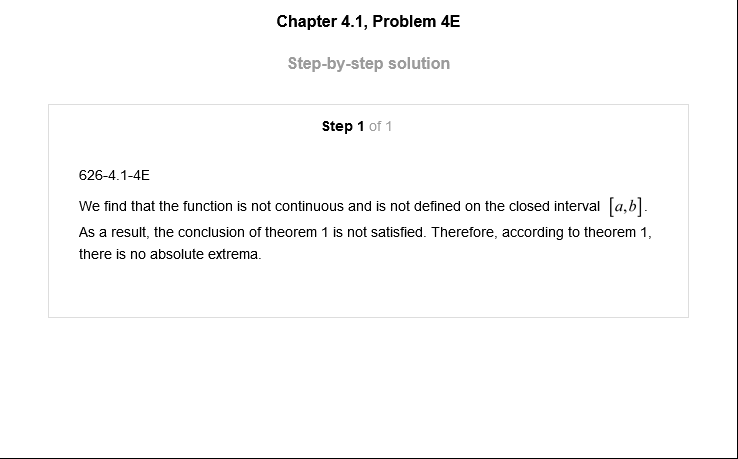 Chapter 4.1, Problem 4E
Step-by-step solution
Step 1 of 1
626-4.1-4E
We find that the function is not continuous and is not defined on the closed interval [a,b].
As a result, the conclusion of theorem 1 is not satisfied. Therefore, according to theorem 1,
there is no absolute extrema.